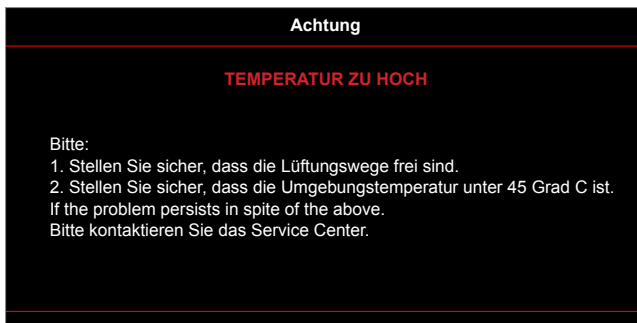 Achtung
TEMPERATUR ZU HOCH
Bitte:
1. Stellen Sie sicher, dass die Lüftungswege frei sind.
2. Stellen Sie sicher, dass die Umgebungstemperatur unter 45 Grad C ist.
If the problem persists in spite of the above.
Bitte kontaktieren Sie das Service Center.